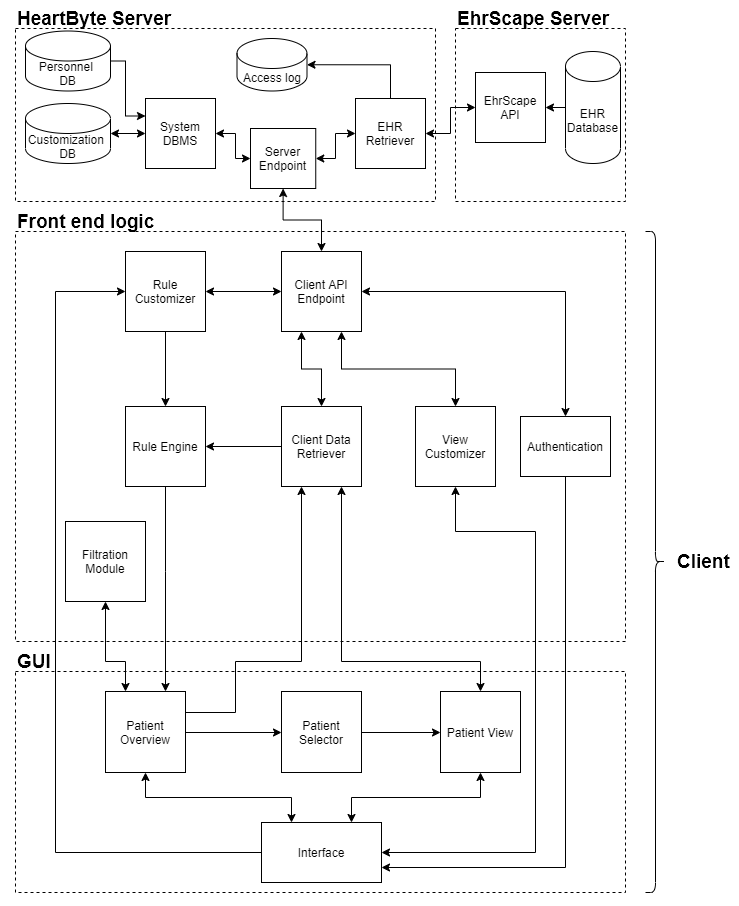 HeartByte Server
EhrScape Server
Personnel
DB
Access log
Customization
DB
System
DBMS
Server
Endpoint
EHR
Retriever
EhrScape
API
EHR
Database
Front end logic
Rule
Customizer
Client API
Endpoint
Rule Engine
Client Data
Retriever
View
Customizer
Authentication
Filtration
Module
Client
GUI
Patient
Overview
Patient
Selector
Patient View
Interface